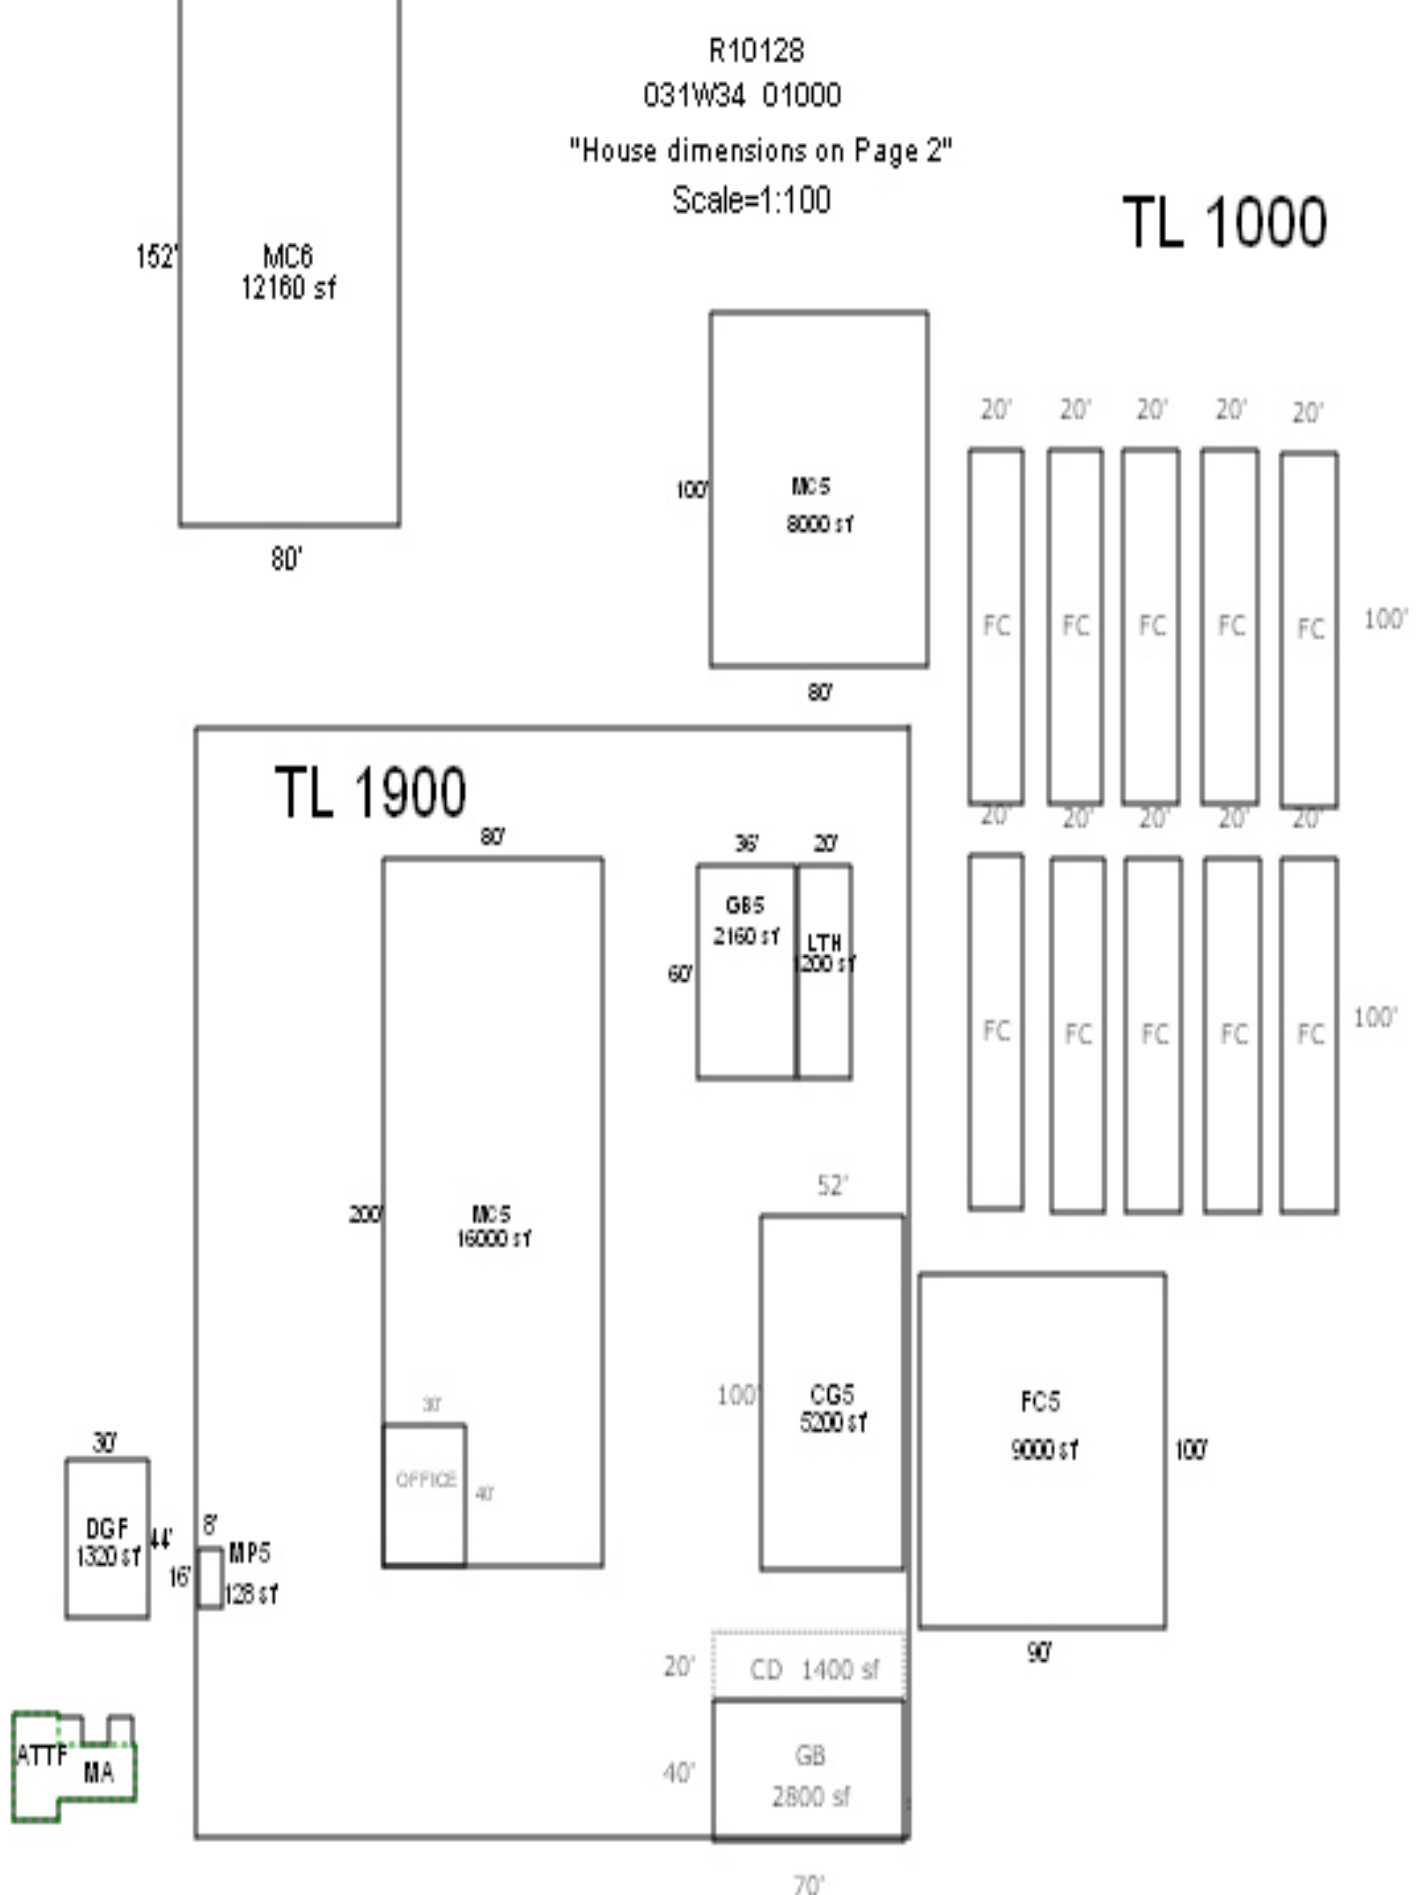 R10128
031W34 01000
"House dimensions on Page 2"
Scale=1:100
TL 1000
152'
MC6
12160 sf
80'
100'
MC5
8000 sf
80'
20' 20' 20' 20' 20'
FC FC FC FC FC
100'
20' 20' 20' 20' 20'
FC FC FC FC FC
100'
TL 1900
80'
200'
MC5
16000 sf
30'
OFFICE
40'
36' 20'
GB5
2160 sf
LTH
1200 sf
60'
52'
100'
CG5
5200 sf
FC5
9000 sf
100'
90'
30'
DGF
1320 sf
44'
8'
MP5
16'
128 sf
20'
CD 1400 sf
40'
GB
2800 sf
70'
ATTF
MA